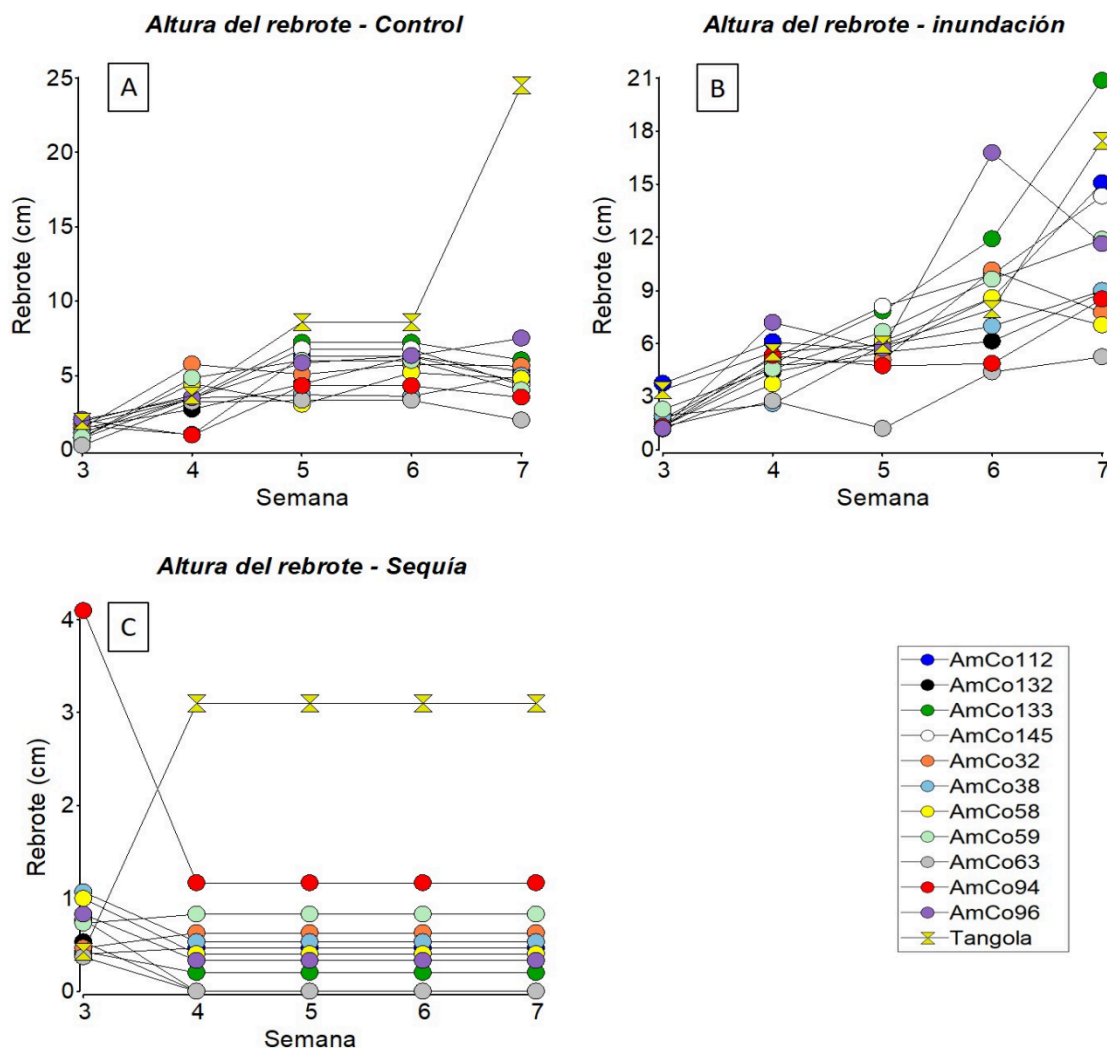 Altura del rebrote - Control
A
Rebrote (cm)
25
20
15
10
5
0
3 4 5 6 7
Semana
Altura del rebrote - inundación
B
Rebrote (cm)
21
18
15
12
9
6
3
0
3 4 5 6 7
Semana
Altura del rebrote - Sequía
C
Rebrote (cm)
4
3
2
1
0
3 4 5 6 7
Semana
AmCo112
AmCo132
AmCo133
AmCo145
AmCo32
AmCo38
AmCo58
AmCo59
AmCo63
AmCo94
AmCo96
Tangola